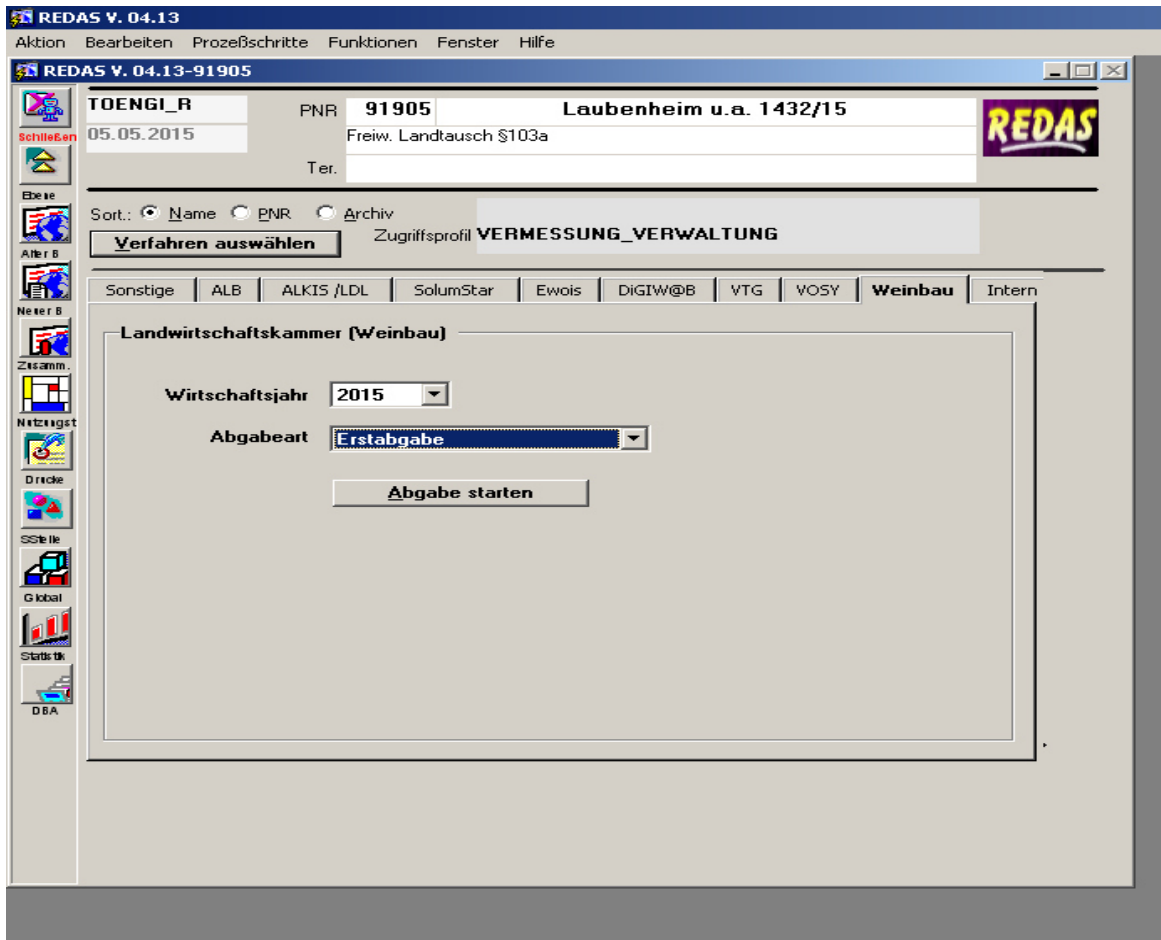 REDAS V. 04.13
Aktion Bearbeiten Prozeßschritte Funktionen Fenster Hilfe
REDAS V. 04.13-91905
TOENGI_R PNR 91905 Laubenheim u.a. 1432/15
REDAS
05.05.2015 Freiw. Landtausch §103a
Ter.
Schließen
Ebene
Alter B
Neuer B
Zusamm.
Nutzungst
Drucke
SStelle
Global
Statistik
DBA
Sort.: Name PNR Archiv
Verfahren auswählen Zugriffsprofil VERMESSUNG_VERWALTUNG
Sonstige ALB ALKIS /LDL SolumStar Ewois DiGIW@B VTG VOSY Weinbau Intern
Landwirtschaftskammer (Weinbau)
Wirtschaftsjahr 2015
Abgabeart Erstabgabe
Abgabe starten